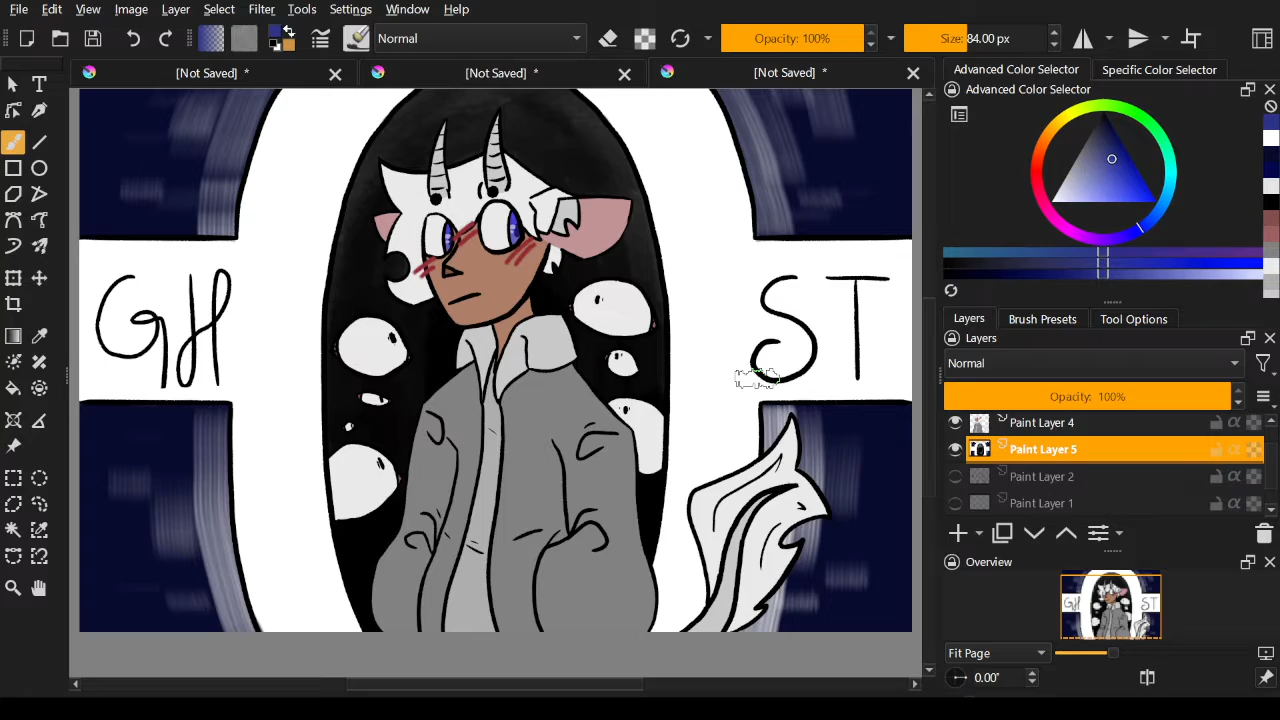 File Edit View Image Layer Select Filter Tools Settings Window Help
Normal Opacity: 100% Size: 84.00 px
[Not Saved] * [Not Saved] * [Not Saved] *
Advanced Color Selector Specific Color Selector
Advanced Color Selector
GH ST
Layers Brush Presets Tool Options
Layers
Normal
Opacity: 100%
Paint Layer 4
Paint Layer 5
Paint Layer 2
Paint Layer 1
Overview
Fit Page
0.00°